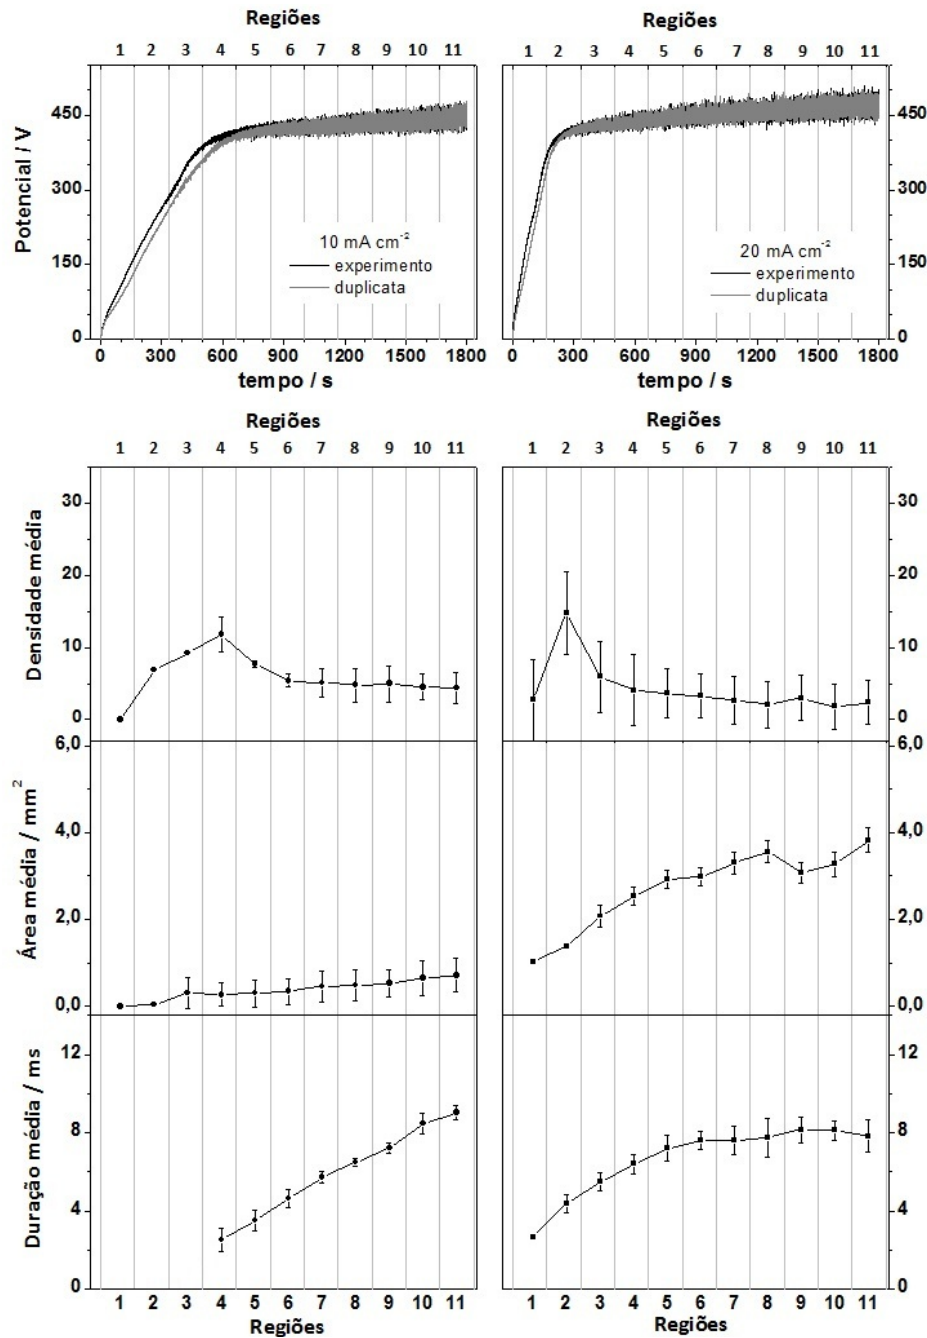 Regiões
Regiões
1 2 3 4 5 6 7 8 9 10 11
1 2 3 4 5 6 7 8 9 10 11
Potencial / V
450
300
150
0
10 mA cm⁻²
experimento
duplicata
20 mA cm⁻²
experimento
duplicata
450
300
150
0
0 300 600 900 1200 1500 1800
0 300 600 900 1200 1500 1800
tempo / s
tempo / s
Regiões
Regiões
1 2 3 4 5 6 7 8 9 10 11
1 2 3 4 5 6 7 8 9 10 11
Densidade média
30
20
10
0
30
20
10
0
Área média / mm²
6,0
4,0
2,0
0,0
6,0
4,0
2,0
0,0
Duração média / ms
12
8
4
0
12
8
4
0
1 2 3 4 5 6 7 8 9 10 11
1 2 3 4 5 6 7 8 9 10 11
Regiões
Regiões